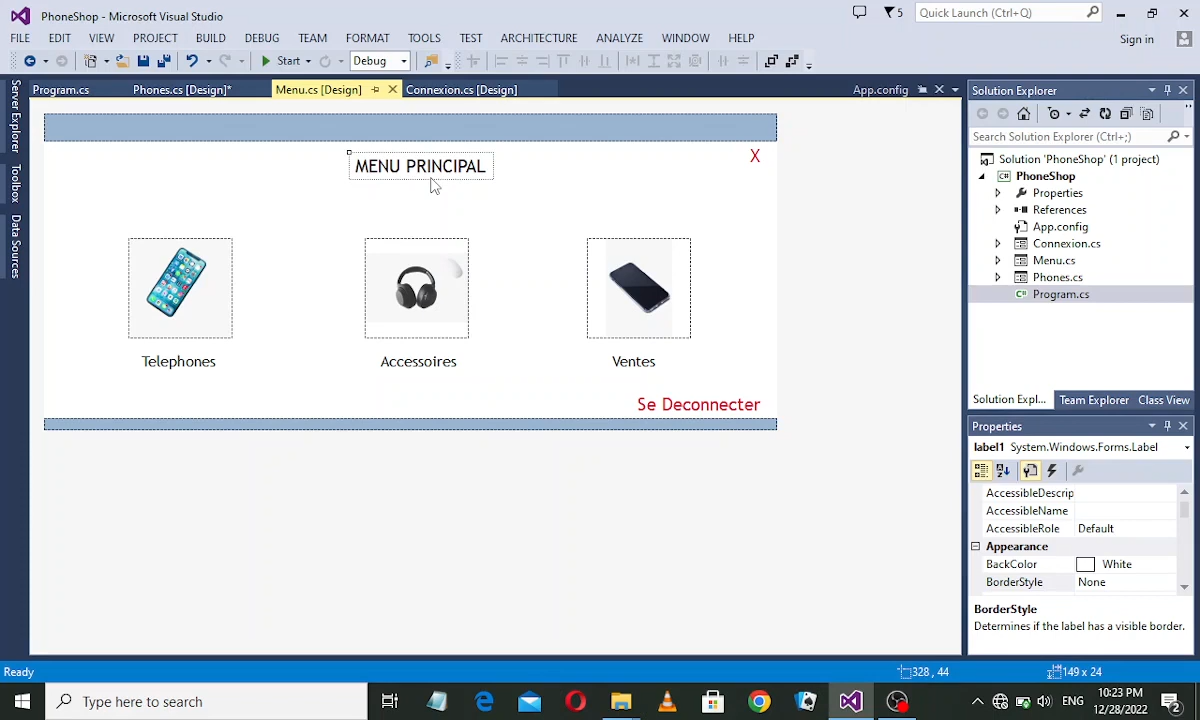 PhoneShop - Microsoft Visual Studio
5
Quick Launch (Ctrl+Q)
FILE EDIT VIEW PROJECT BUILD DEBUG TEAM FORMAT TOOLS TEST ARCHITECTURE ANALYZE WINDOW HELP
Sign in
Start
Debug
Program.cs
Phones.cs [Design]*
Menu.cs [Design]
Connexion.cs [Design]
App.config
Server Explorer
Toolbox
Data Sources
MENU PRINCIPAL
X
Telephones
Accessoires
Ventes
Se Deconnecter
Solution Explorer
Search Solution Explorer (Ctrl+;)
Solution 'PhoneShop' (1 project)
C# PhoneShop
Properties
References
App.config
Connexion.cs
Menu.cs
Phones.cs
C# Program.cs
Solution Expl...
Team Explorer
Class View
Properties
label1 System.Windows.Forms.Label
AccessibleDescrip
AccessibleName
AccessibleRole Default
Appearance
BackColor White
BorderStyle None
BorderStyle
Determines if the label has a visible border.
Ready
328 , 44
149 x 24
Type here to search
ENG
10:23 PM
12/28/2022
2